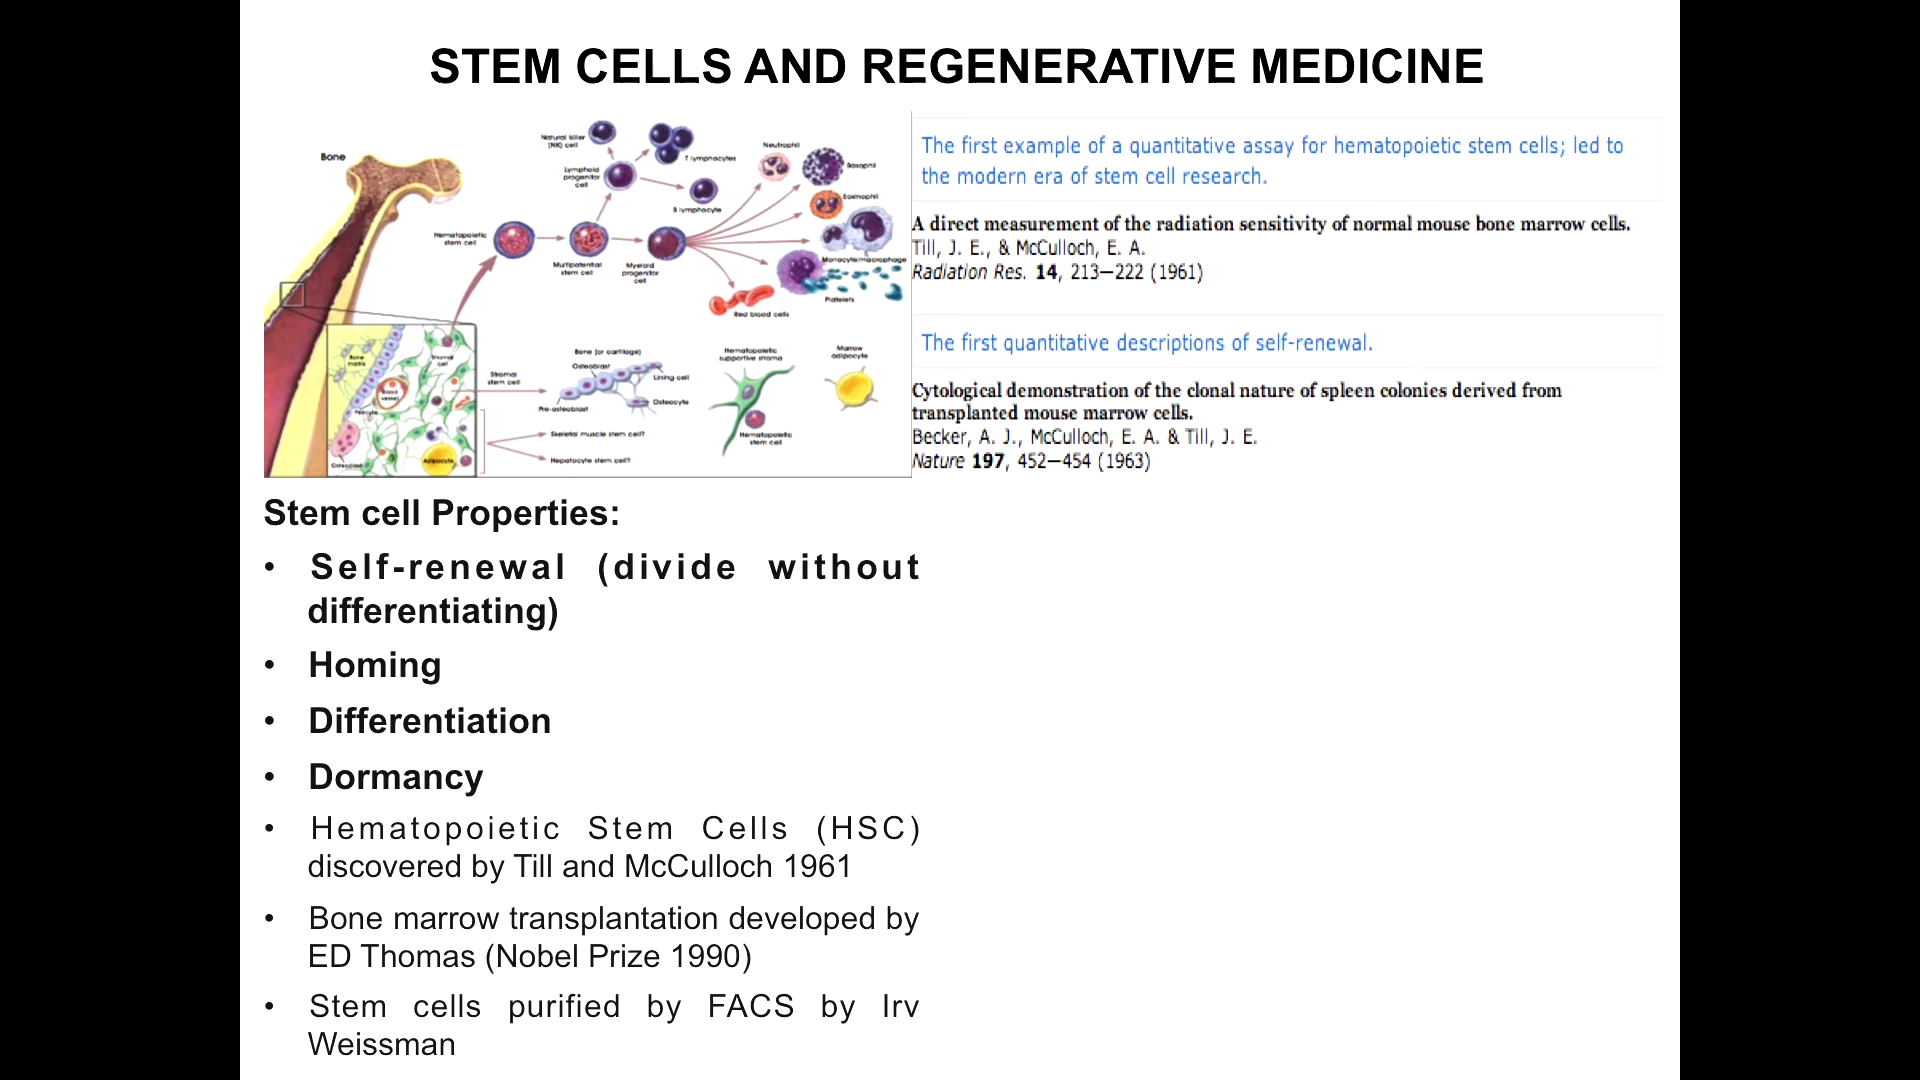 STEM CELLS AND REGENERATIVE MEDICINE
Bone
Natural killer
(NK) cell
T lymphocytes
Lymphoid
progenitor
cell
B lymphocyte
Neutrophil
Basophil
Eosinophil
Hematopoietic
stem cell
Multipotential
stem cell
Myeloid
progenitor
cell
Monocyte/macrophage
Platelets
Red blood cells
Bone
matrix
Stromal
cell
Blood
vessel
Pericyte
Osteoclast
Adipocyte
Stromal
stem cell
Bone (or cartilage)
Osteoblast
Lining cell
Osteocyte
Pre-osteoblast
Skeletal muscle stem cell?
Hepatocyte stem cell?
Hematopoietic
supportive stroma
Hematopoietic
stem cell
Marrow
adipocyte
The first example of a quantitative assay for hematopoietic stem cells; led to
the modern era of stem cell research.
A direct measurement of the radiation sensitivity of normal mouse bone marrow cells.
Till, J. E., & McCulloch, E. A.
Radiation Res. 14, 213—222 (1961)
The first quantitative descriptions of self-renewal.
Cytological demonstration of the clonal nature of spleen colonies derived from
transplanted mouse marrow cells.
Becker, A. J., McCulloch, E. A. & Till, J. E.
Nature 197, 452—454 (1963)
Stem cell Properties:
• Self-renewal (divide without
differentiating)
• Homing
• Differentiation
• Dormancy
• Hematopoietic Stem Cells (HSC)
discovered by Till and McCulloch 1961
• Bone marrow transplantation developed by
ED Thomas (Nobel Prize 1990)
• Stem cells purified by FACS by Irv
Weissman